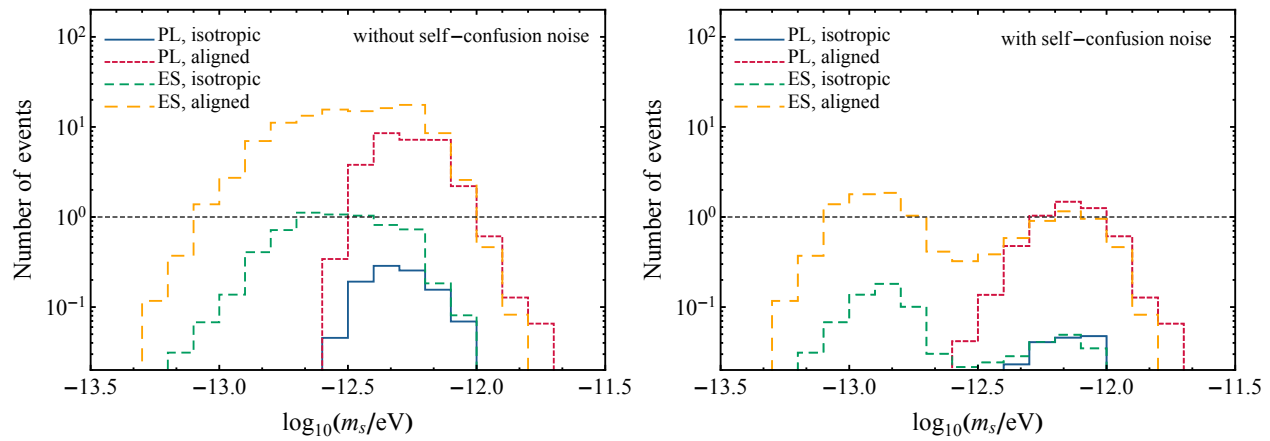 PL, isotropic
PL, aligned
ES, isotropic
ES, aligned
without self−confusion noise
10²
10¹
10⁰
10⁻¹
Number of events
−13.5 −13.0 −12.5 −12.0 −11.5
log₁₀(mₛ/eV)
PL, isotropic
PL, aligned
ES, isotropic
ES, aligned
with self−confusion noise
10²
10¹
10⁰
10⁻¹
Number of events
−13.5 −13.0 −12.5 −12.0 −11.5
log₁₀(mₛ/eV)